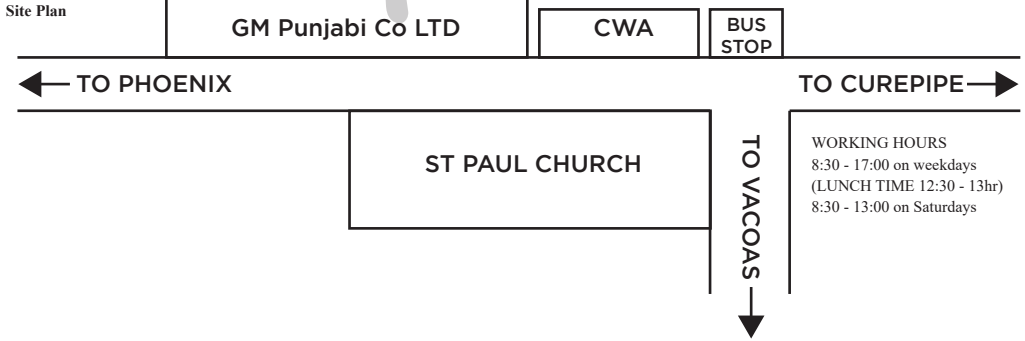 Site Plan
GM Punjabi Co LTD
CWA
BUS
STOP
TO PHOENIX
TO CUREPIPE
ST PAUL CHURCH
TO VACOAS
WORKING HOURS
8:30 - 17:00 on weekdays
(LUNCH TIME 12:30 - 13hr)
8:30 - 13:00 on Saturdays